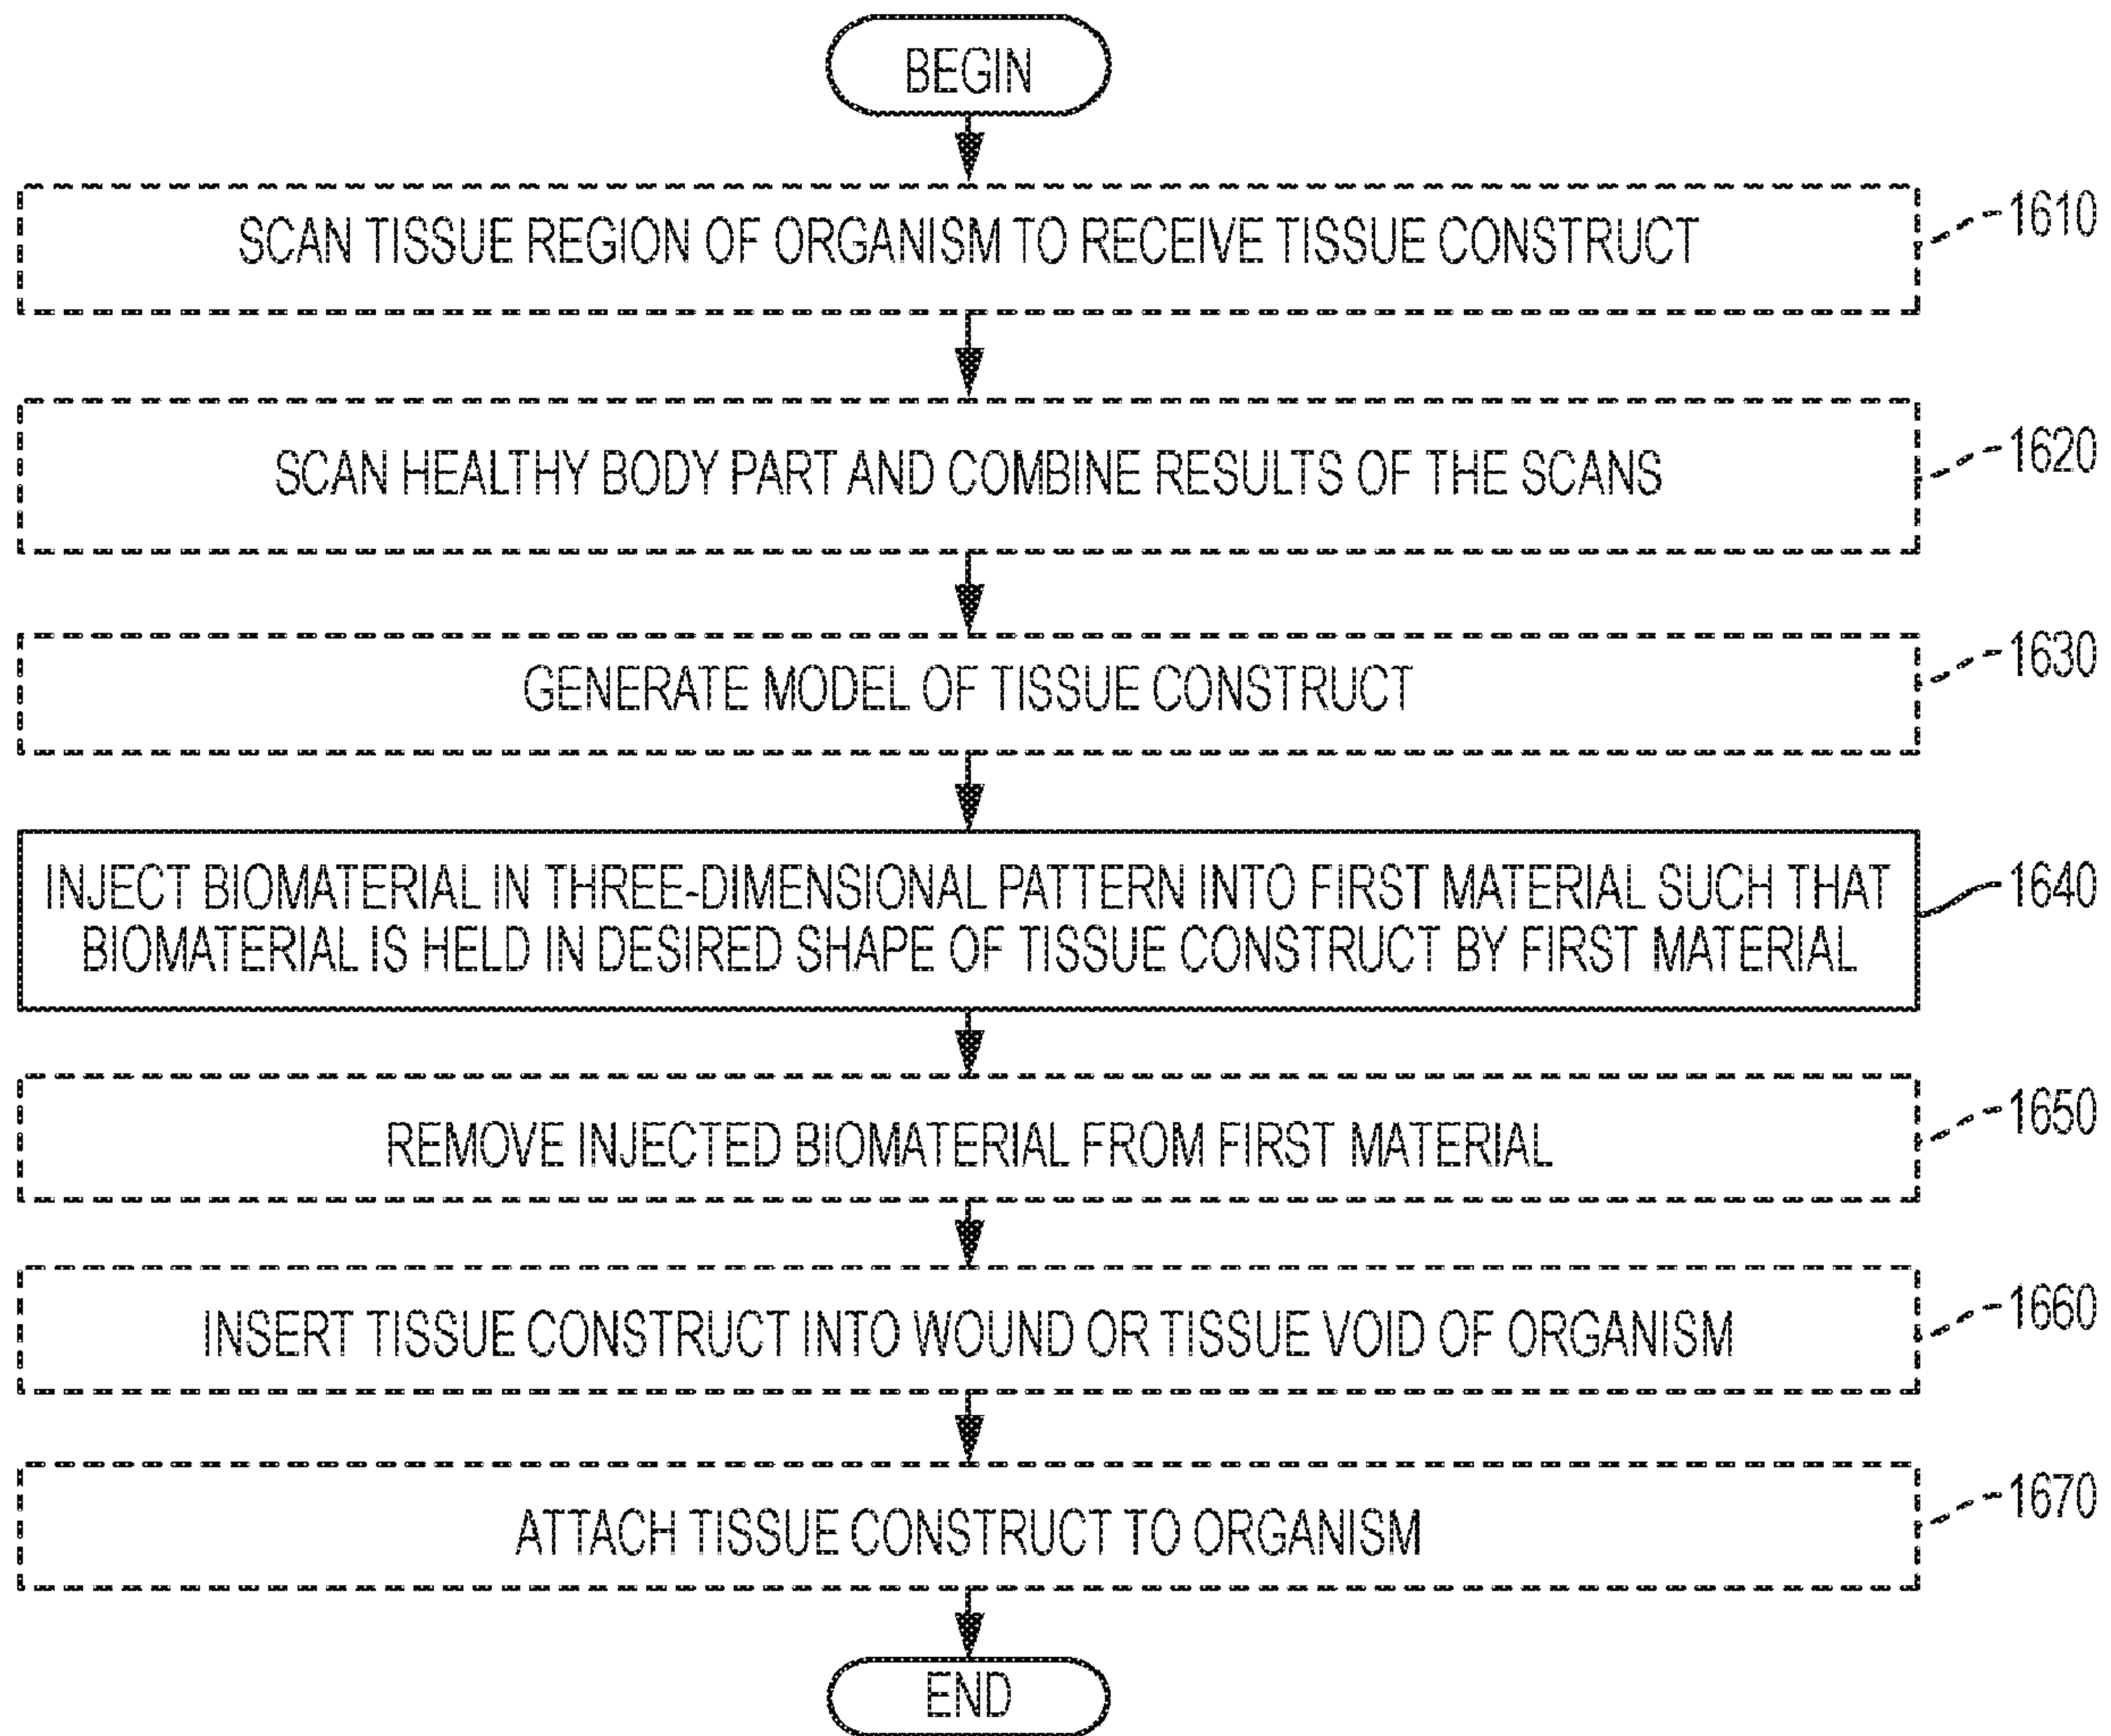 BEGIN
SCAN TISSUE REGION OF ORGANISM TO RECEIVE TISSUE CONSTRUCT
1610
SCAN HEALTHY BODY PART AND COMBINE RESULTS OF THE SCANS
1620
GENERATE MODEL OF TISSUE CONSTRUCT
1630
INJECT BIOMATERIAL IN THREE-DIMENSIONAL PATTERN INTO FIRST MATERIAL SUCH THAT
BIOMATERIAL IS HELD IN DESIRED SHAPE OF TISSUE CONSTRUCT BY FIRST MATERIAL
1640
REMOVE INJECTED BIOMATERIAL FROM FIRST MATERIAL
1650
INSERT TISSUE CONSTRUCT INTO WOUND OR TISSUE VOID OF ORGANISM
1660
ATTACH TISSUE CONSTRUCT TO ORGANISM
1670
END